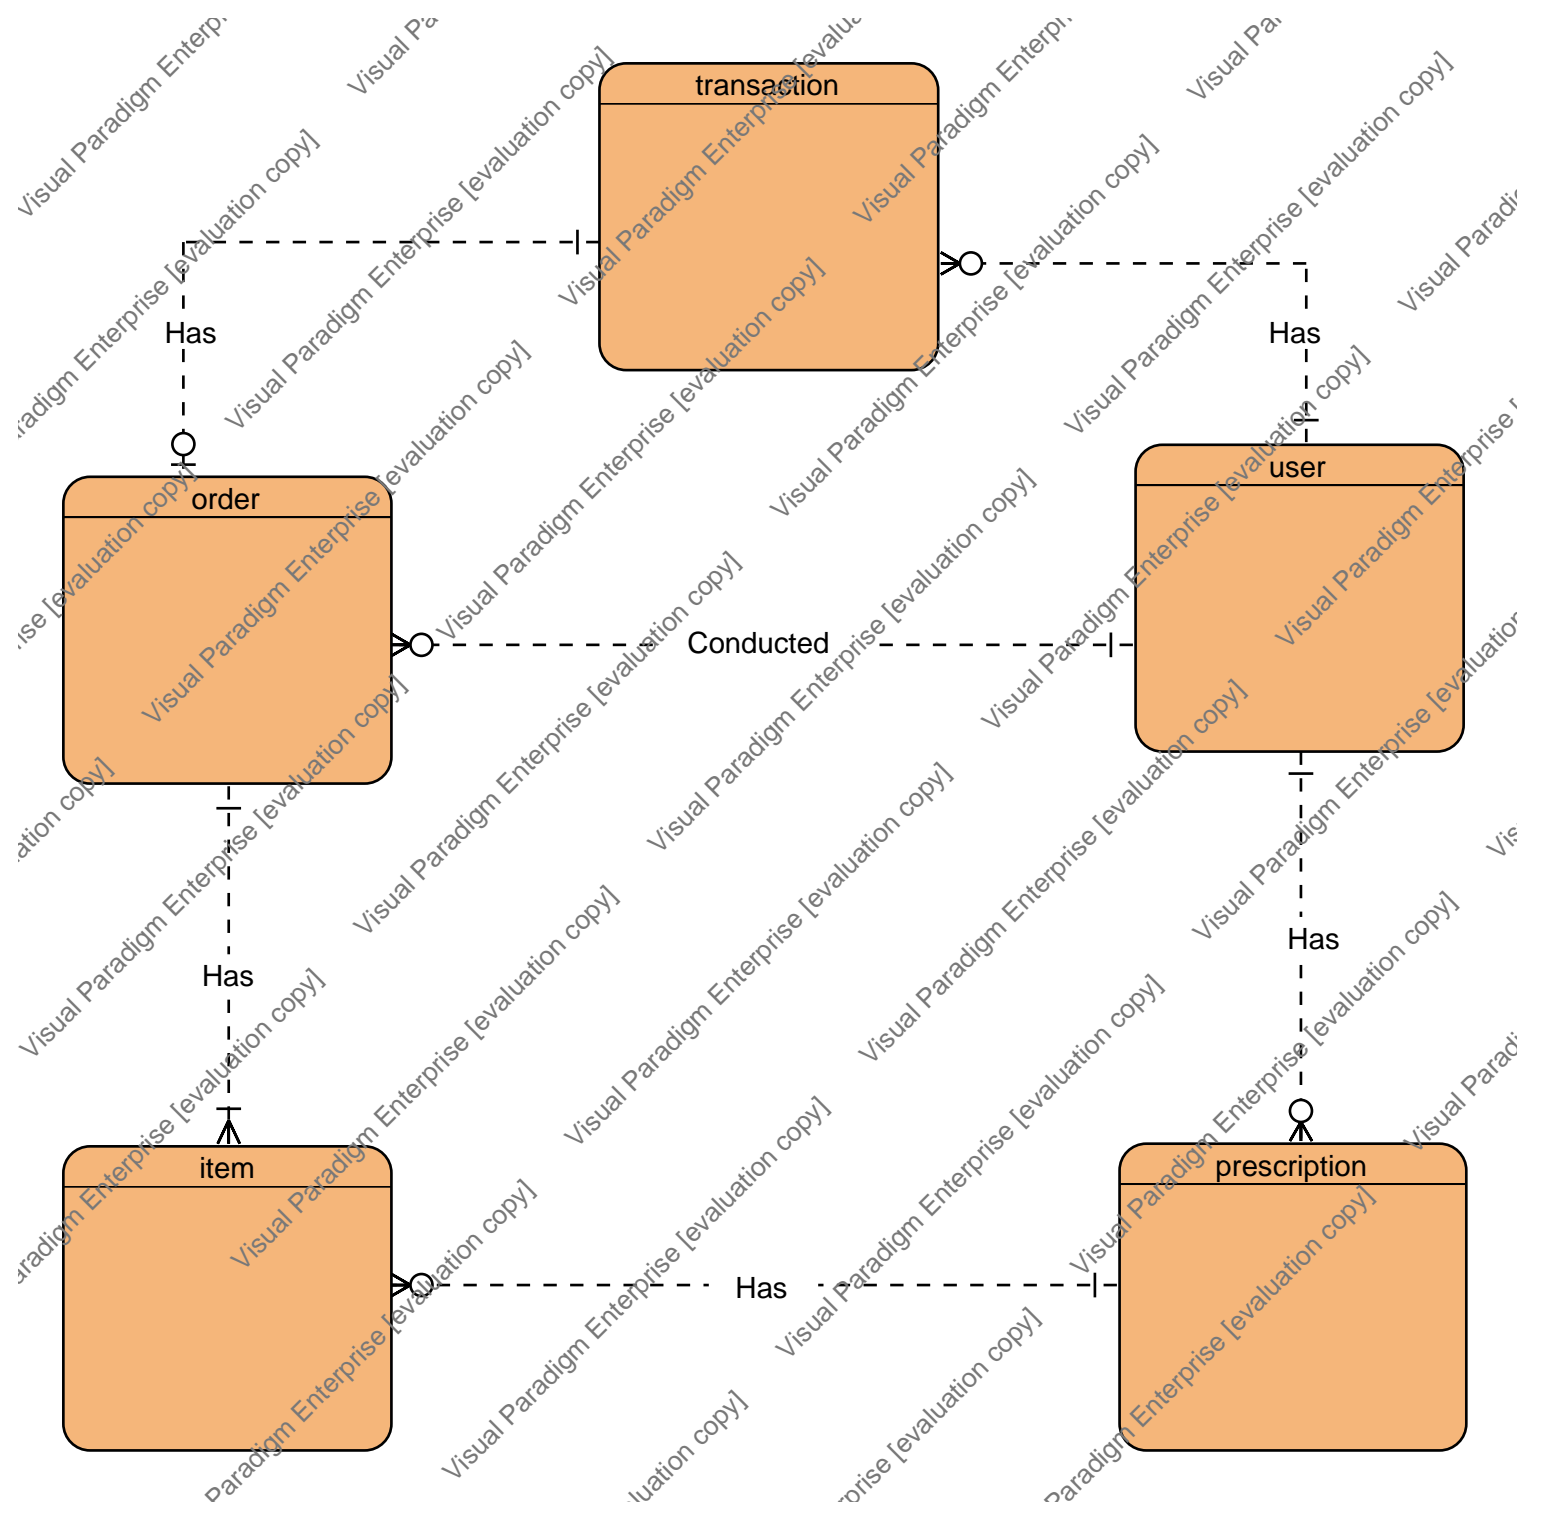 transaction
Has
Has
order
user
Conducted
Has
Has
item
prescription
Has
Visual Paradigm Enterprise [evaluation copy]